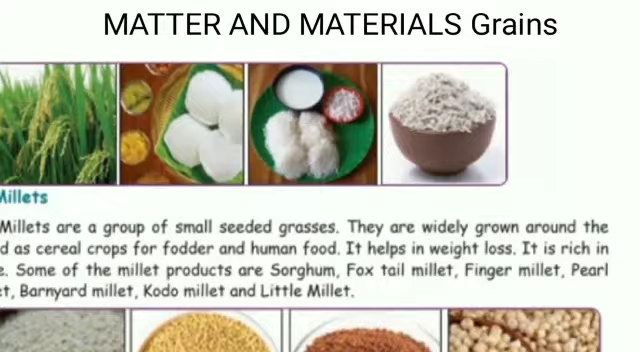 MATTER AND MATERIALS Grains
Millets
Millets are a group of small seeded grasses. They are widely grown around the
d as cereal crops for fodder and human food. It helps in weight loss. It is rich in
e. Some of the millet products are Sorghum, Fox tail millet, Finger millet, Pearl
et, Barnyard millet, Kodo millet and Little Millet.